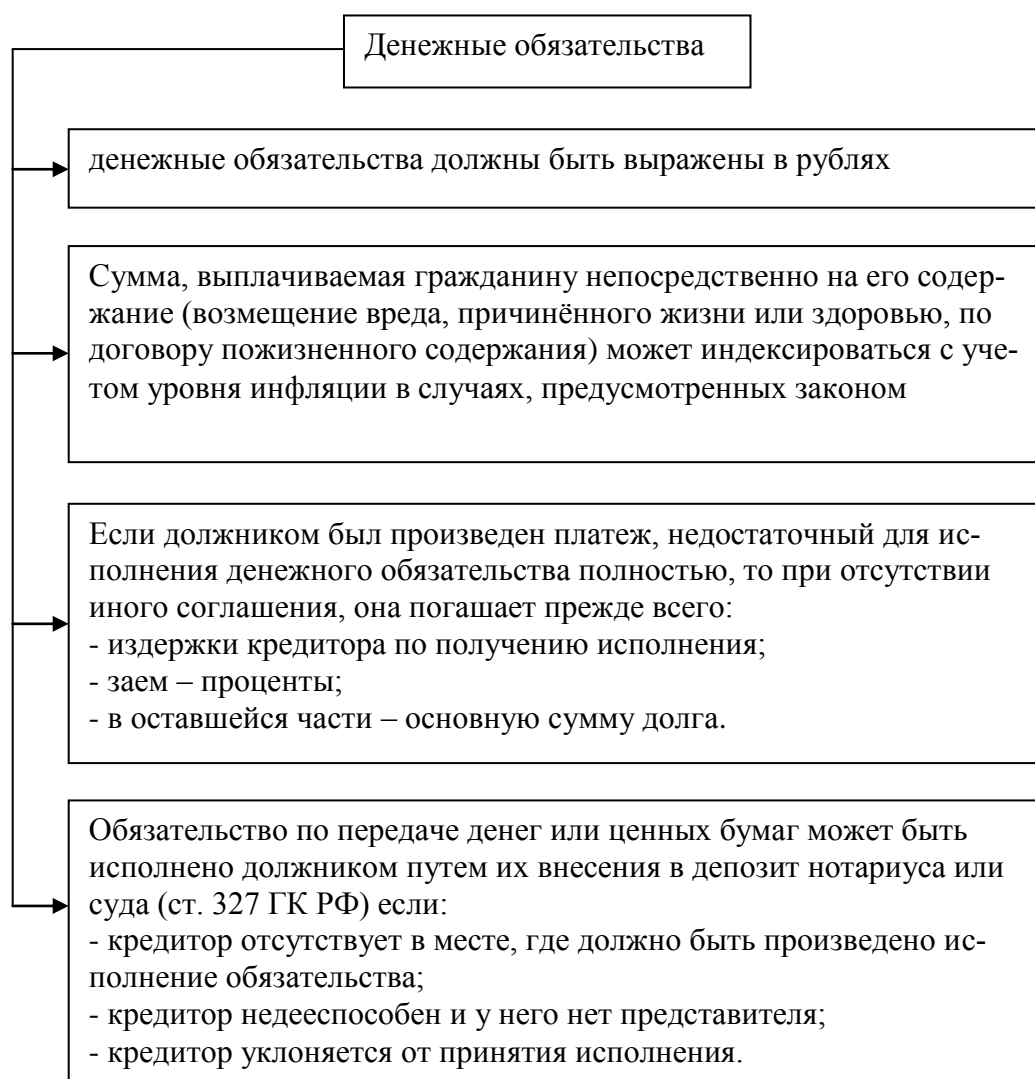 Денежные обязательства
денежные обязательства должны быть выражены в рублях
Сумма, выплачиваемая гражданину непосредственно на его содер-
жание (возмещение вреда, причинённого жизни или здоровью, по
договору пожизненного содержания) может индексироваться с уче-
том уровня инфляции в случаях, предусмотренных законом
Если должником был произведен платеж, недостаточный для ис-
полнения денежного обязательства полностью, то при отсутствии
иного соглашения, она погашает прежде всего:
- издержки кредитора по получению исполнения;
- заем – проценты;
- в оставшейся части – основную сумму долга.
Обязательство по передаче денег или ценных бумаг может быть
исполнено должником путем их внесения в депозит нотариуса или
суда (ст. 327 ГК РФ) если:
- кредитор отсутствует в месте, где должно быть произведено ис-
полнение обязательства;
- кредитор недееспособен и у него нет представителя;
- кредитор уклоняется от принятия исполнения.